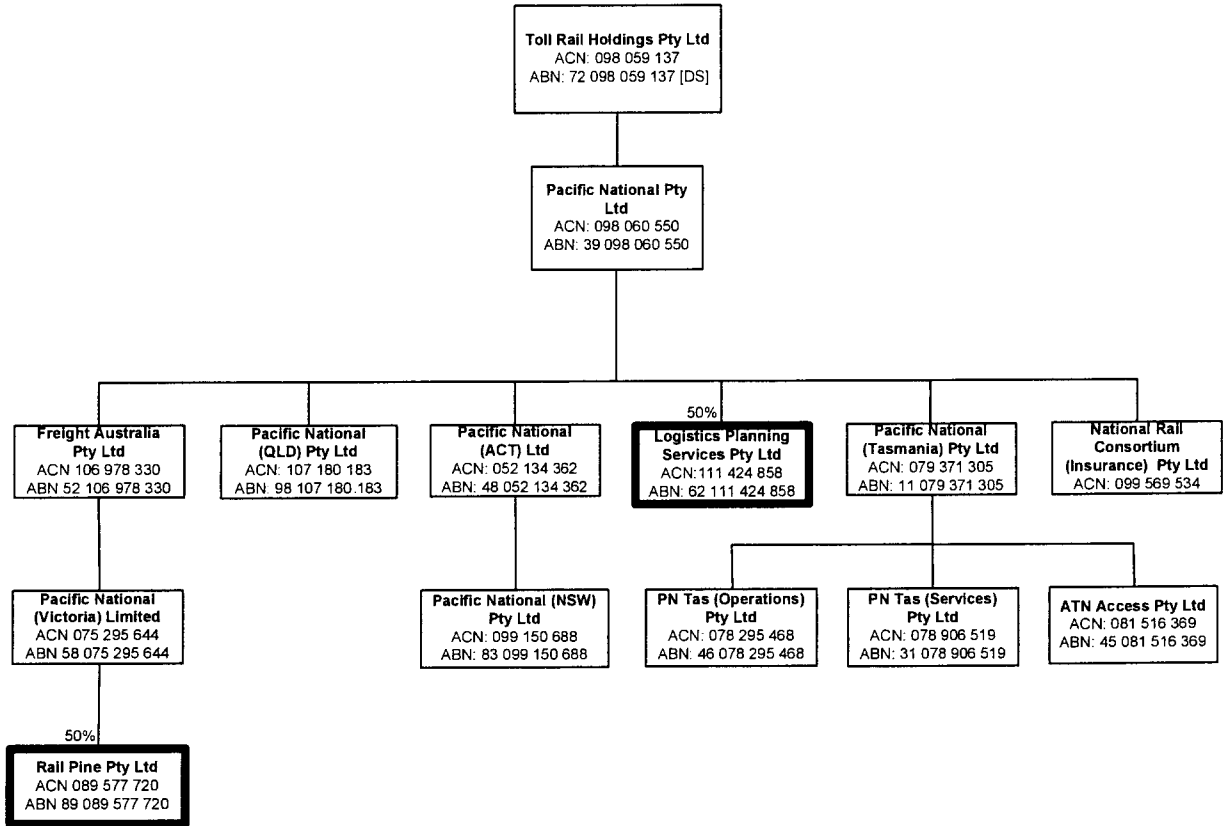 Toll Rail Holdings Pty Ltd
ACN: 098 059 137
ABN: 72 098 059 137 [DS]
Pacific National Pty
Ltd
ACN: 098 060 550
ABN: 39 098 060 550
Freight Australia
Pty Ltd
ACN 106 978 330
ABN 52 106 978 330
Pacific National
(QLD) Pty Ltd
ACN: 107 180 183
ABN: 98 107 180.183
Pacific National
(ACT) Ltd
ACN: 052 134 362
ABN: 48 052 134 362
50%
Logistics Planning
Services Pty Ltd
ACN:111 424 858
ABN: 62 111 424 858
Pacific National
(Tasmania) Pty Ltd
ACN: 079 371 305
ABN: 11 079 371 305
National Rail
Consortium
(Insurance) Pty Ltd
ACN: 099 569 534
Pacific National
(Victoria) Limited
ACN 075 295 644
ABN 58 075 295 644
Pacific National (NSW)
Pty Ltd
ACN: 099 150 688
ABN: 83 099 150 688
PN Tas (Operations)
Pty Ltd
ACN: 078 295 468
ABN: 46 078 295 468
PN Tas (Services)
Pty Ltd
ACN: 078 906 519
ABN: 31 078 906 519
ATN Access Pty Ltd
ACN: 081 516 369
ABN: 45 081 516 369
50%
Rail Pine Pty Ltd
ACN 089 577 720
ABN 89 089 577 720